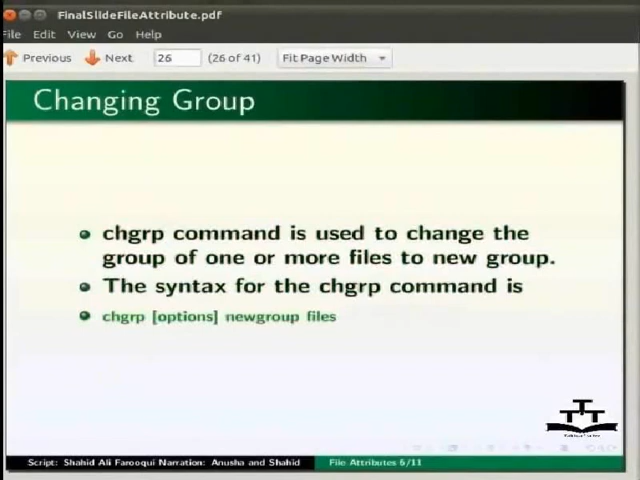 FinalSlideFileAttribute.pdf
File Edit View Go Help
Previous Next 26 (26 of 41) Fit Page Width
Changing Group
chgrp command is used to change the
group of one or more files to new group.
The syntax for the chgrp command is
chgrp [options] newgroup files
Script: Shahid Ali Farooqui Narration: Anusha and Shahid File Attributes 6/11